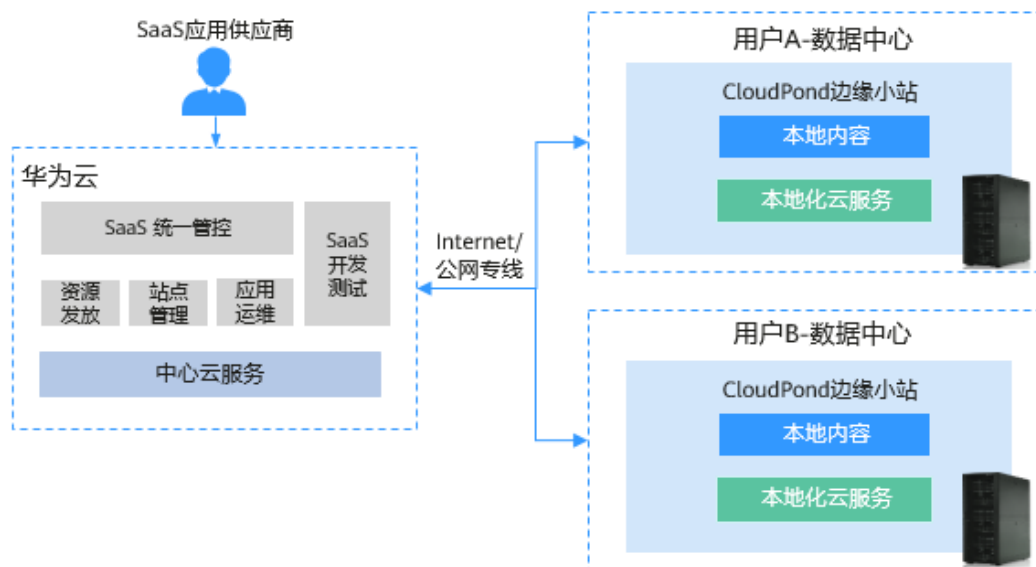 SaaS应用供应商
华为云
SaaS 统一管控
SaaS
开发
测试
资源
发放
站点
管理
应用
运维
中心云服务
Internet/
公网专线
用户A-数据中心
CloudPond边缘小站
本地内容
本地化云服务
用户B-数据中心
CloudPond边缘小站
本地内容
本地化云服务